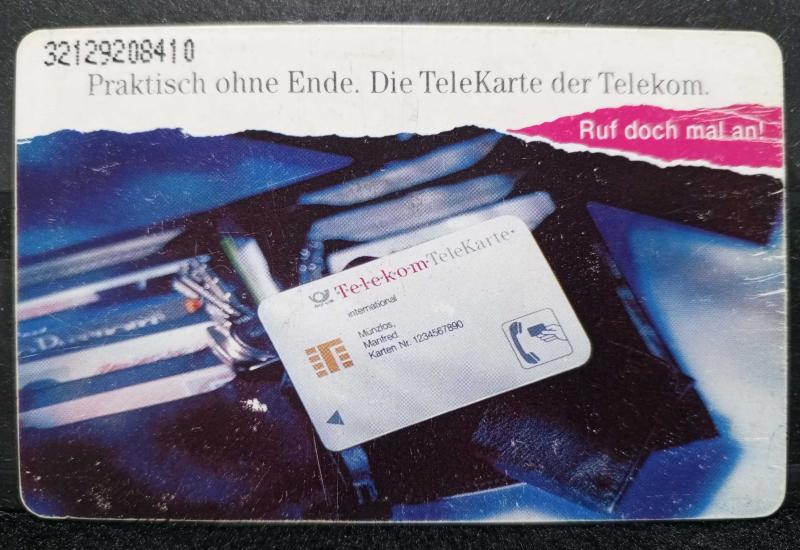 32129208410
Praktisch ohne Ende. Die TeleKarte der Telekom.
Ruf doch mal an!
T·e·l·e·k·o·m TeleKarte·
international
Münzlos,
Manfred
Karten Nr. 1234567890